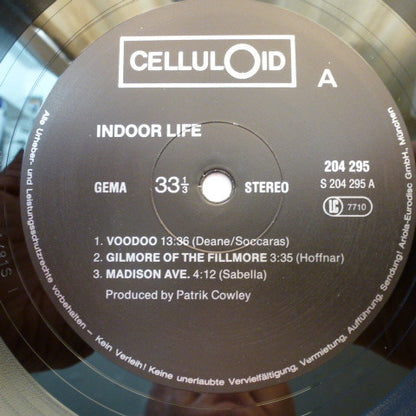 CELLULOID
A
INDOOR LIFE
204 295
GEMA 33 1/3 STEREO S 204 295 A
LC 7710
1. VOODOO 13:36 (Deane/Soccaras)
2. GILMORE OF THE FILLMORE 3:35 (Hoffnar)
3. MADISON AVE. 4:12 (Sabella)
Produced by Patrik Cowley
Alle Urheber- und Leistungsschutzrechte vorbehalten – Kein Verleih! Keine unerlaubte Vervielfältigung, Vermietung, Aufführung, Sendung! Ariola-Eurodisc GmbH, München